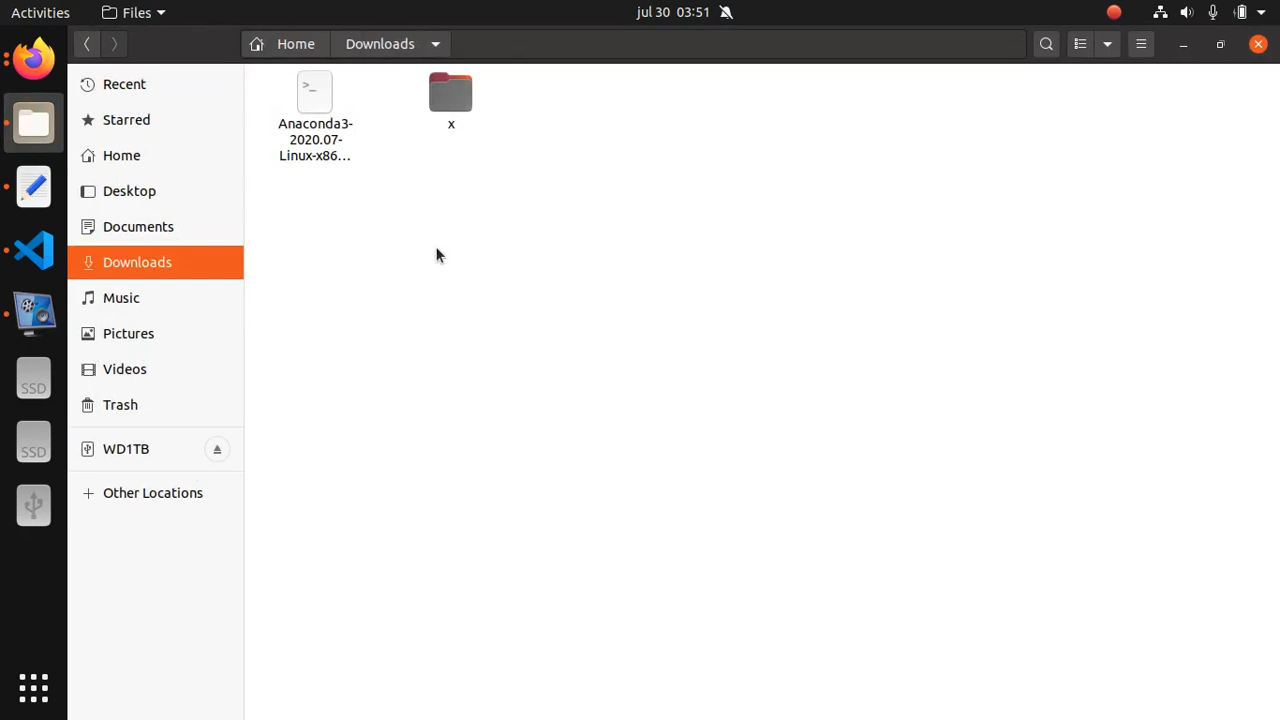 Activities
Files
jul 30 03:51
Home
Downloads
Recent
Starred
Home
Desktop
Documents
Downloads
Music
Pictures
Videos
Trash
WD1TB
Other Locations
Anaconda3-
2020.07-
Linux-x86…
x
>_
SSD
SSD